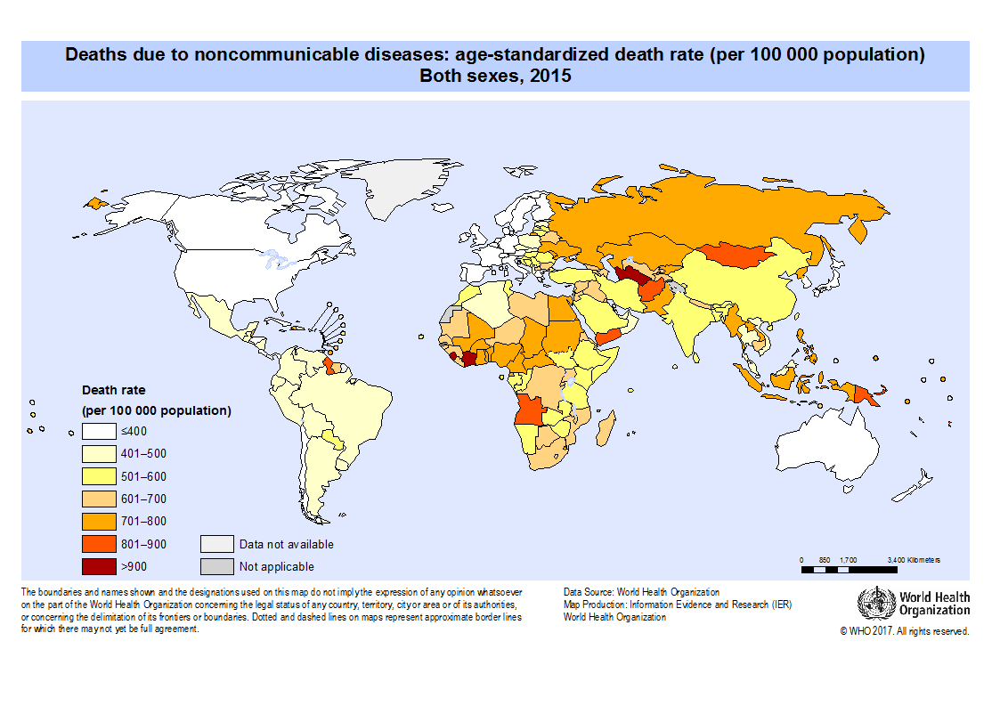 Deaths due to noncommunicable diseases: age-standardized death rate (per 100 000 population)
Both sexes, 2015
Death rate
(per 100 000 population)
≤400
401–500
501–600
601–700
701–800
801–900
>900
Data not available
Not applicable
0 850 1,700 3,400 Kilometers
The boundaries and names shown and the designations used on this map do not imply the expression of any opinion whatsoever
on the part of the World Health Organization concerning the legal status of any country, territory, city or area or of its authorities,
or concerning the delimitation of its frontiers or boundaries. Dotted and dashed lines on maps represent approximate border lines
for which there may not yet be full agreement.
Data Source: World Health Organization
Map Production: Information Evidence and Research (IER)
World Health Organization
World Health
Organization
© WHO 2017. All rights reserved.